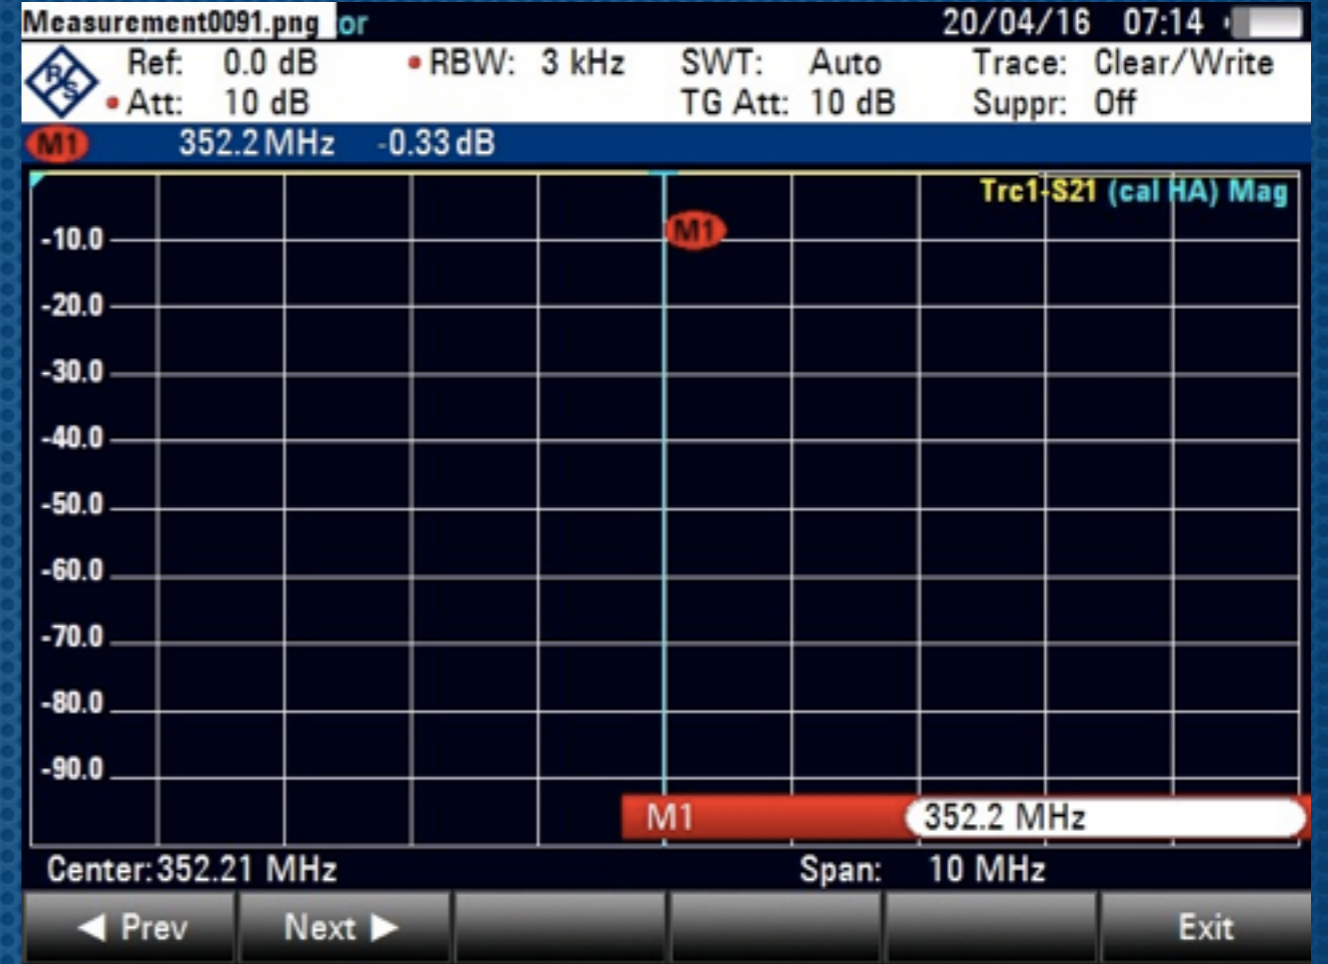 Measurement0091.png or 20/04/16 07:14
R&S Ref: 0.0 dB RBW: 3 kHz SWT: Auto Trace: Clear/Write
Att: 10 dB TG Att: 10 dB Suppr: Off
M1 352.2 MHz -0.33 dB
Trc1-S21 (cal HA) Mag
M1
-10.0
-20.0
-30.0
-40.0
-50.0
-60.0
-70.0
-80.0
-90.0
M1 352.2 MHz
Center: 352.21 MHz Span: 10 MHz
◀ Prev Next ▶ Exit